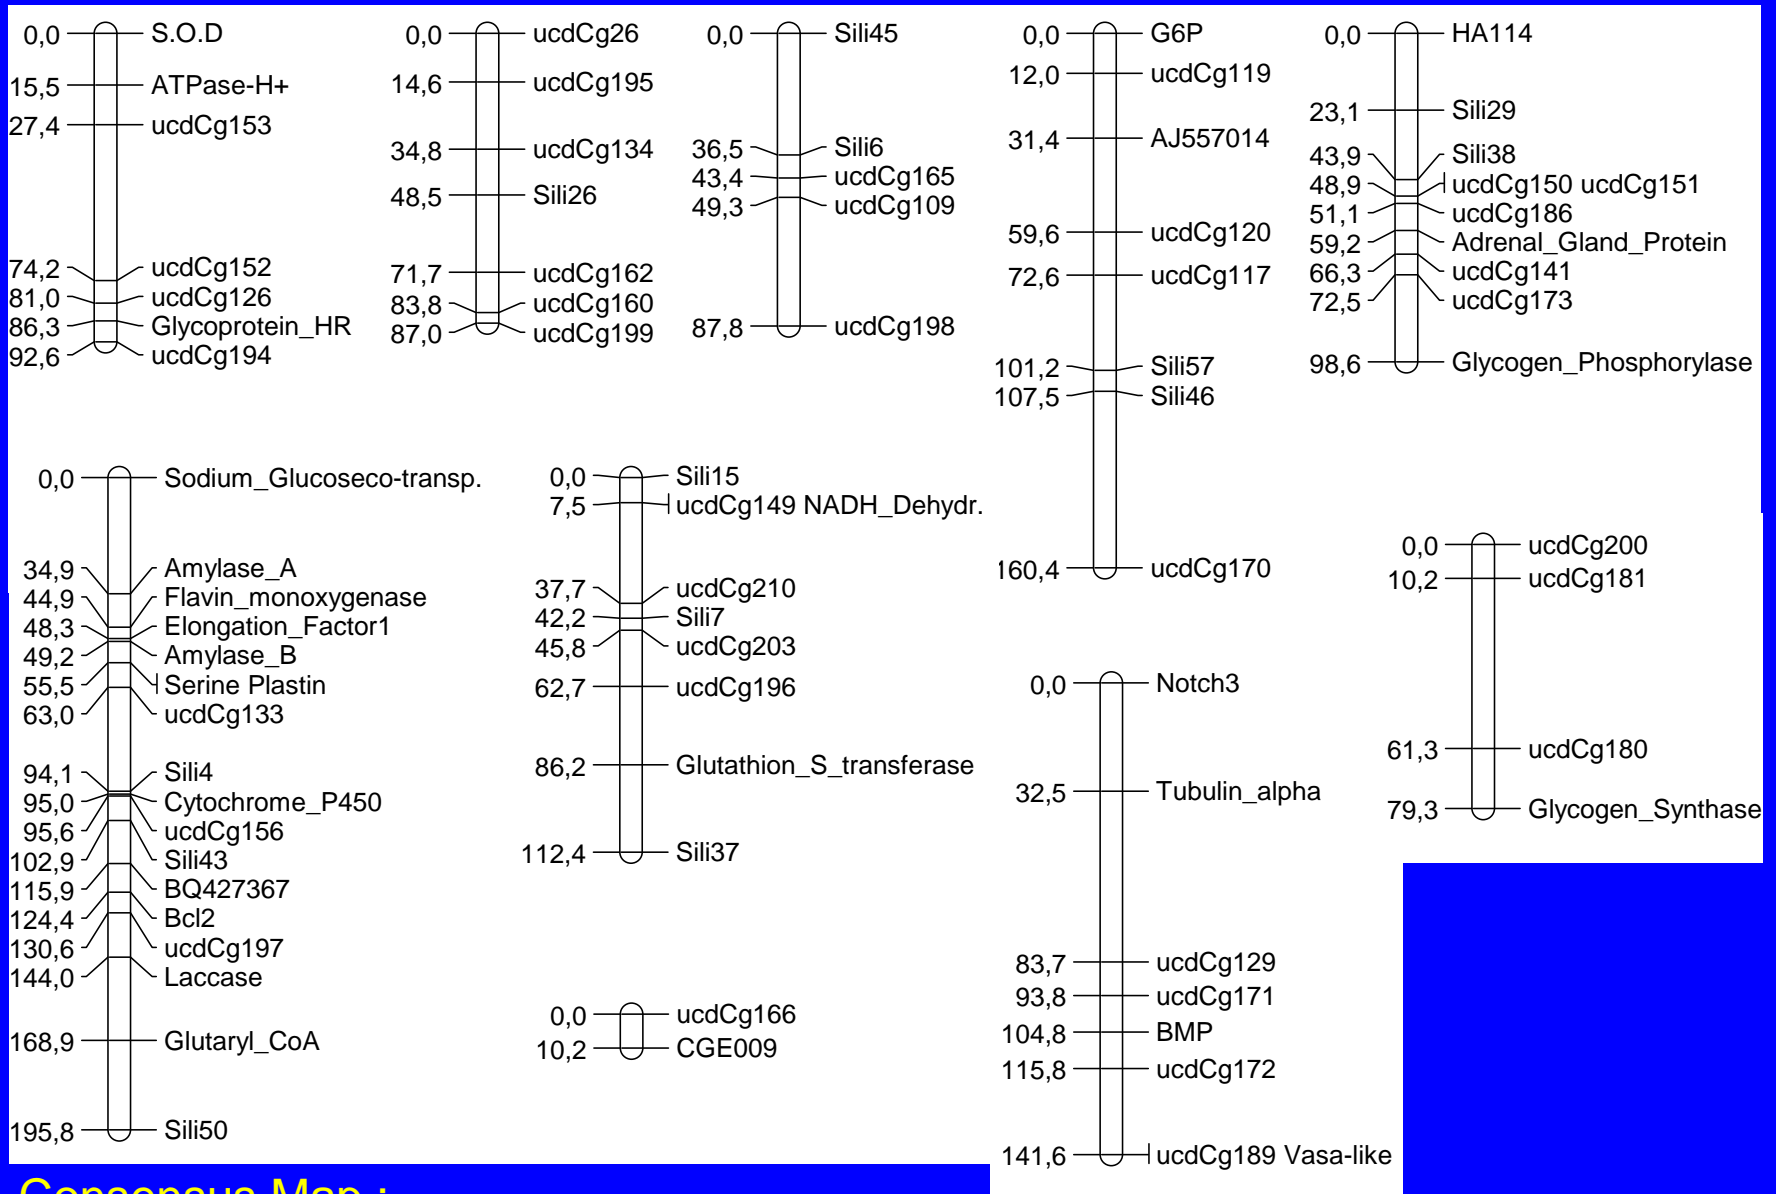 0,0 S.O.D
15,5 ATPase-H+
27,4 ucdCg153
74,2 ucdCg152
81,0 ucdCg126
86,3 Glycoprotein_HR
92,6 ucdCg194
0,0 ucdCg26
14,6 ucdCg195
34,8 ucdCg134
48,5 Sili26
71,7 ucdCg162
83,8 ucdCg160
87,0 ucdCg199
0,0 Sili45
36,5 Sili6
43,4 ucdCg165
49,3 ucdCg109
87,8 ucdCg198
0,0 G6P
12,0 ucdCg119
31,4 AJ557014
59,6 ucdCg120
72,6 ucdCg117
101,2 Sili57
107,5 Sili46
160,4 ucdCg170
0,0 HA114
23,1 Sili29
43,9 Sili38
48,9 ucdCg150 ucdCg151
51,1 ucdCg186
59,2 Adrenal_Gland_Protein
66,3 ucdCg141
72,5 ucdCg173
98,6 Glycogen_Phosphorylase
0,0 Sodium_Glucoseco-transp.
34,9 Amylase_A
44,9 Flavin_monoxygenase
48,3 Elongation_Factor1
49,2 Amylase_B
55,5 Serine Plastin
63,0 ucdCg133
94,1 Sili4
95,0 Cytochrome_P450
95,6 ucdCg156
102,9 Sili43
115,9 BQ427367
124,4 Bcl2
130,6 ucdCg197
144,0 Laccase
168,9 Glutaryl_CoA
195,8 Sili50
0,0 Sili15
7,5 ucdCg149 NADH_Dehydr.
37,7 ucdCg210
42,2 Sili7
45,8 ucdCg203
62,7 ucdCg196
86,2 Glutathion_S_transferase
112,4 Sili37
0,0 ucdCg166
10,2 CGE009
0,0 Notch3
32,5 Tubulin_alpha
83,7 ucdCg129
93,8 ucdCg171
104,8 BMP
115,8 ucdCg172
141,6 ucdCg189 Vasa-like
0,0 ucdCg200
10,2 ucdCg181
61,3 ucdCg180
79,3 Glycogen_Synthase
Consensus Map :